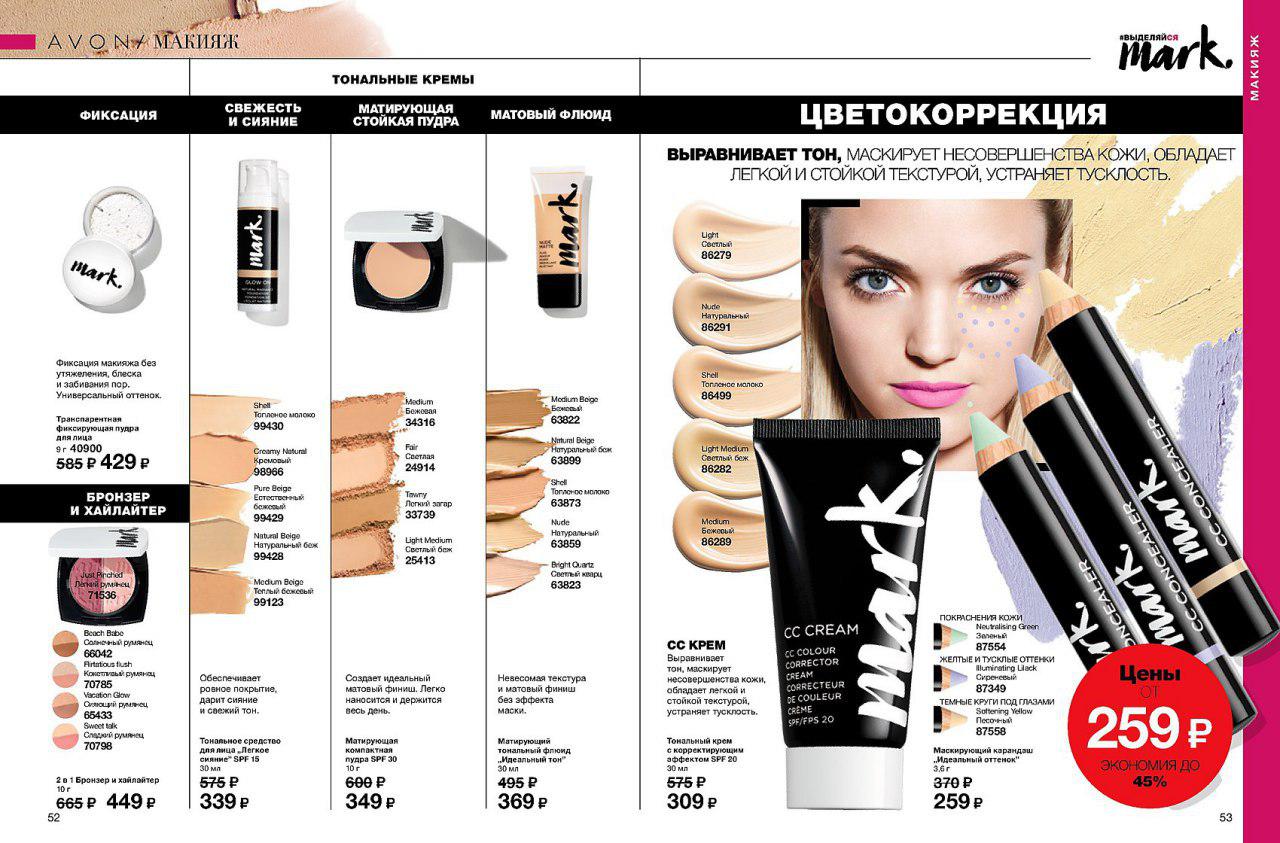 AVON / МАКИЯЖ
#ВЫДЕЛЯЙСЯ
mark.
МАКИЯЖ
ФИКСАЦИЯ
mark.
Фиксация макияжа без
утяжеления, блеска
и забивания пор.
Универсальный оттенок.
Транспарентная
фиксирующая пудра
для лица
9 г 40900
585 ₽ 429 ₽
БРОНЗЕР
И ХАЙЛАЙТЕР
Just Pinched
Легкий румянец
71536
Beach Babe
Солнечный румянец
66042
Flirtatious flush
Кокетливый румянец
70785
Vacation Glow
Сияющий румянец
65433
Sweet talk
Сладкий румянец
70798
2 в 1 Бронзер и хайлайтер
10 г
665 ₽ 449 ₽
52
ТОНАЛЬНЫЕ КРЕМЫ
СВЕЖЕСТЬ
И СИЯНИЕ
mark.
GLOW ON
Shell
Топленое молоко
99430
Creamy Natural
Кремовый
98966
Pure Beige
Естественный
бежевый
99429
Natural Beige
Натуральный беж
99428
Medium Beige
Теплый бежевый
99123
Обеспечивает
ровное покрытие,
дарит сияние
и свежий тон.
Тональное средство
для лица „Легкое
сияние“ SPF 15
30 мл
575 ₽
339 ₽
МАТИРУЮЩАЯ
СТОЙКАЯ ПУДРА
mark.
Medium
Бежевая
34316
Fair
Светлая
24914
Tawny
Легкий загар
33739
Light Medium
Светлый беж
25413
Создает идеальный
матовый финиш. Легко
наносится и держится
весь день.
Матирующая
компактная
пудра SPF 30
10 г
600 ₽
349 ₽
МАТОВЫЙ ФЛЮИД
mark.
NUDE
MATTE
Medium Beige
Бежевый
63822
Natural Beige
Натуральный беж
63899
Shell
Топленое молоко
63873
Nude
Натуральный
63859
Bright Quartz
Светлый кварц
63823
Невесомая текстура
и матовый финиш
без эффекта
маски.
Матирующий
тональный флюид
„Идеальный тон“
30 мл
495 ₽
369 ₽
ЦВЕТОКОРРЕКЦИЯ
ВЫРАВНИВАЕТ ТОН, МАСКИРУЕТ НЕСОВЕРШЕНСТВА КОЖИ, ОБЛАДАЕТ
ЛЕГКОЙ И СТОЙКОЙ ТЕКСТУРОЙ, УСТРАНЯЕТ ТУСКЛОСТЬ.
Light
Светлый
86279
Nude
Натуральный
86291
Shell
Топленое молоко
86499
Light Medium
Светлый беж
86282
Medium
Бежевый
86289
СС КРЕМ
Выравнивает
тон, маскирует
несовершенства кожи,
обладает легкой и
стойкой текстурой,
устраняет тусклость.
Тональный крем
с корректирующим
эффектом SPF 20
30 мл
575 ₽
309 ₽
mark.
CC CREAM
CC COLOUR
CORRECTOR
CREAM
CORRECTEUR
DE COULEUR
CRÈME
SPF/FPS 20
mark. CC CONCEALER
mark. CC CONCEALER
mark. CONCEALER
ПОКРАСНЕНИЯ КОЖИ
Neutralising Green
Зеленый
87554
ЖЕЛТЫЕ И ТУСКЛЫЕ ОТТЕНКИ
Illuminating Lilack
Сиреневый
87349
ТЕМНЫЕ КРУГИ ПОД ГЛАЗАМИ
Softening Yellow
Песочный
87558
Маскирующий карандаш
„Идеальный оттенок“
3,6 г
370 ₽
259 ₽
Цены
ОТ
259 ₽
ЭКОНОМИЯ ДО
45%
53